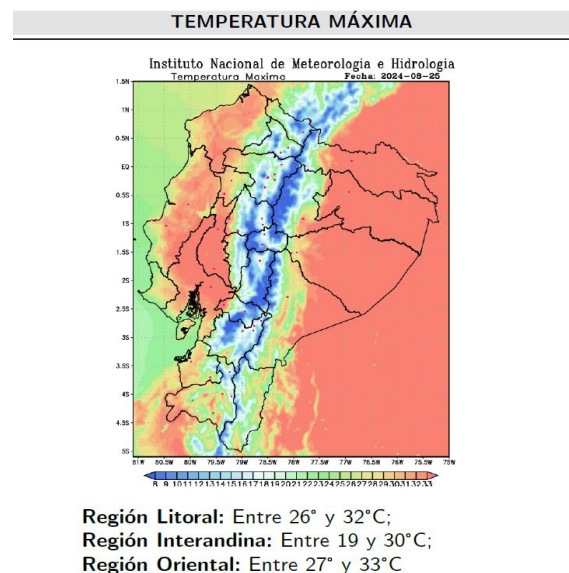 TEMPERATURA MÁXIMA
Instituto Nacional de Meteorologia e Hidrologia
Temperatura Maxima Fecha: 2024-08-25
1.5N
1N
0.5N
EQ
0.5S
1S
1.5S
2S
2.5S
3S
3.5S
4S
4.5S
5S
81W 80.5W 80W 79.5W 79W 78.5W 78W 77.5W 77W 76.5W 76W 75.5W 75W
8 9 10 11 12 13 14 15 16 17 18 19 20 21 22 23 24 25 26 27 28 29 30 31 32 33
Región Litoral: Entre 26° y 32°C;
Región Interandina: Entre 19 y 30°C;
Región Oriental: Entre 27° y 33°C